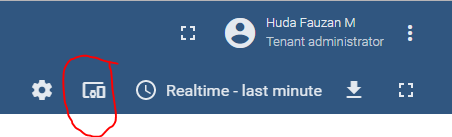 Huda Fauzan M
Tenant administrator
Realtime - last minute